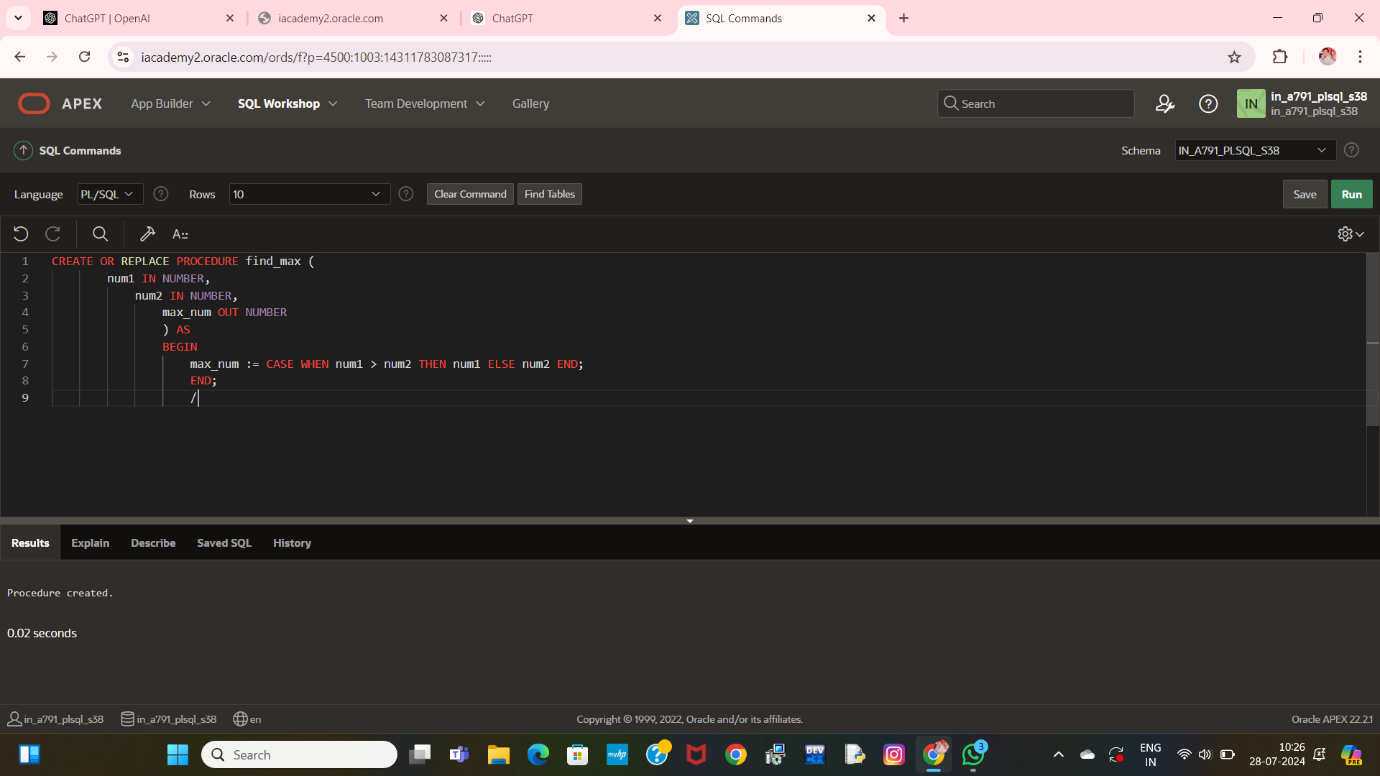 ChatGPT | OpenAI
iacademy2.oracle.com
ChatGPT
SQL Commands
iacademy2.oracle.com/ords/f?p=4500:1003:14311783087317:::::
APEX
App Builder
SQL Workshop
Team Development
Gallery
Search
IN
in_a791_plsql_s38
in_a791_plsql_s38
SQL Commands
Schema
IN_A791_PLSQL_S38
Language
PL/SQL
Rows
10
Clear Command
Find Tables
Save
Run
1 CREATE OR REPLACE PROCEDURE find_max (
2 num1 IN NUMBER,
3 num2 IN NUMBER,
4 max_num OUT NUMBER
5 ) AS
6 BEGIN
7 max_num := CASE WHEN num1 > num2 THEN num1 ELSE num2 END;
8 END;
9 /
Results
Explain
Describe
Saved SQL
History
Procedure created.
0.02 seconds
in_a791_plsql_s38
in_a791_plsql_s38
en
Copyright © 1999, 2022, Oracle and/or its affiliates.
Oracle APEX 22.2.1
Search
myhp
DEV
3
ENG
IN
10:26
28-07-2024
PRE